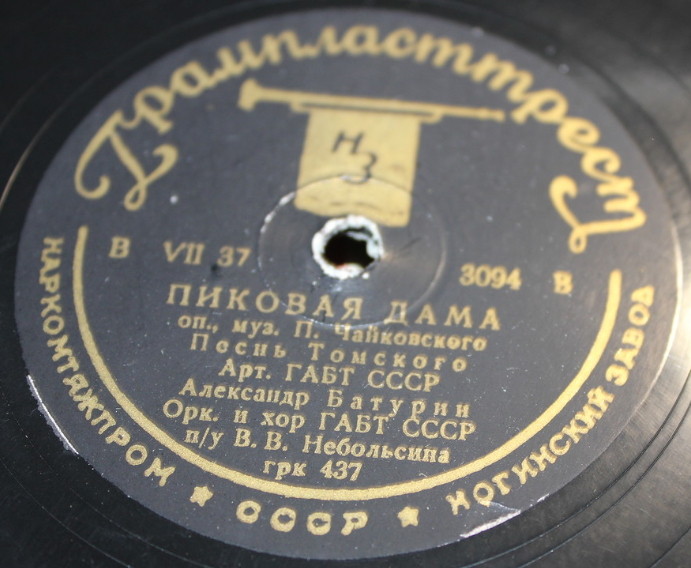 Грампласттрест
НЗ
В VII 37
3094 В
ПИКОВАЯ ДАМА
оп., муз. П. Чайковского
Песнь Томского
Арт. ГАБТ СССР
Александр Батурин
Орк. и хор ГАБТ СССР
п/у В. В. Небольсина
грк 437
НАРКОМТЯЖПРОМ ★ СССР ★ НОГИНСКИЙ ЗАВОД